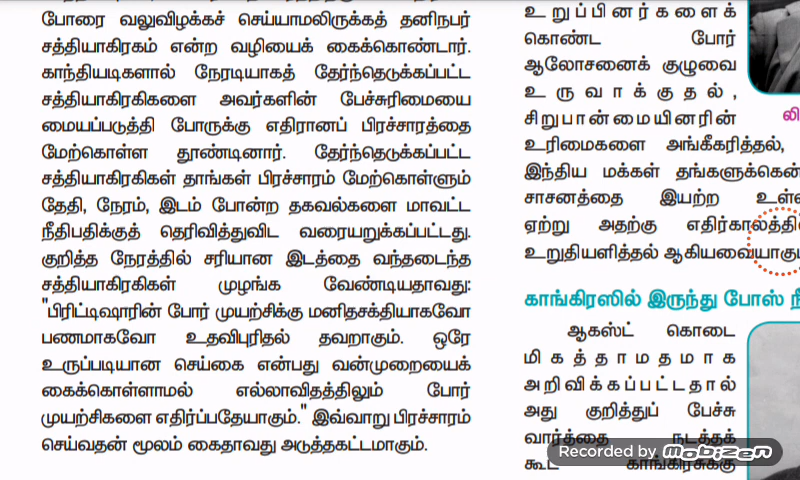 போரை வலுவிழக்கச் செய்யாமலிருக்கத் தனிநபர்
சத்தியாகிரகம் என்ற வழியைக் கைக்கொண்டார்.
காந்தியடிகளால் நேரடியாகத் தேர்ந்தெடுக்கப்பட்ட
சத்தியாகிரகிகளை அவர்களின் பேச்சுரிமையை
மையப்படுத்தி போருக்கு எதிரானப் பிரச்சாரத்தை
மேற்கொள்ள தூண்டினார். தேர்ந்தெடுக்கப்பட்ட
சத்தியாகிரகிகள் தாங்கள் பிரச்சாரம் மேற்கொள்ளும்
தேதி, நேரம், இடம் போன்ற தகவல்களை மாவட்ட
நீதிபதிக்குத் தெரிவித்துவிட வரையறுக்கப்பட்டது.
குறித்த நேரத்தில் சரியான இடத்தை வந்தடைந்த
சத்தியாகிரகிகள் முழங்க வேண்டியதாவது:
"பிரிட்டிஷாரின் போர் முயற்சிக்கு மனிதசக்தியாகவோ
பணமாகவோ உதவிபுரிதல் தவறாகும். ஒரே
உருப்படியான செய்கை என்பது வன்முறையைக்
கைக்கொள்ளாமல் எல்லாவிதத்திலும் போர்
முயற்சிகளை எதிர்ப்பதேயாகும்." இவ்வாறு பிரச்சாரம்
செய்வதன் மூலம் கைதாவது அடுத்தகட்டமாகும்.
உறுப்பினர்களைக்
கொண்ட போர்
ஆலோசனைக் குழுவை
உருவாக்குதல்,
சிறுபான்மையினரின்
உரிமைகளை அங்கீகரித்தல்,
இந்திய மக்கள் தங்களுக்கென்
சாசனத்தை இயற்ற
ஏற்று அதற்கு எதிர்காலத்தி
உறுதியளித்தல் ஆகியவையாகு
லி
காங்கிரஸில் இருந்து போஸ் நீ
ஆகஸ்ட் கொடை
மிகத்தாமதமாக
அறிவிக்கப்பட்டதால்
அது குறித்துப் பேச்சு
வார்த்தை நடத்தக்
கூட காங்கிரசுக்கு
Recorded by mobizen